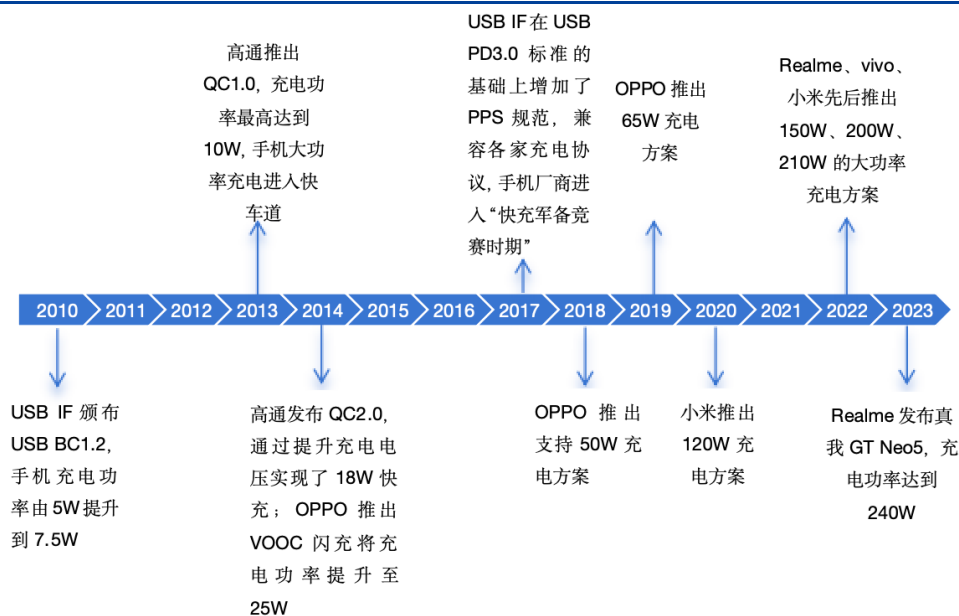 高通推出
QC1.0, 充电功
率最高达到
10W, 手机大功
率充电进入快
车道
USB IF 在 USB
PD3.0 标准的
基础上增加了
PPS 规范， 兼
容各家充电协
议, 手机厂商进
入“快充军备竞
赛时期”
OPPO 推出
65W 充电
方案
Realme、vivo、
小米先后推出
150W、200W、
210W 的大功率
充电方案
2010 2011 2012 2013 2014 2015 2016 2017 2018 2019 2020 2021 2022 2023
USB IF 颁布
USB BC1.2,
手机充电功
率由 5W 提升
到 7.5W
高通发布 QC2.0,
通过提升充电电
压实现了 18W 快
充； OPPO 推出
VOOC 闪充将充
电功率提升至
25W
OPPO 推出
支持 50W 充
电方案
小米推出
120W 充
电方案
Realme 发布真
我 GT Neo5, 充
电功率达到
240W